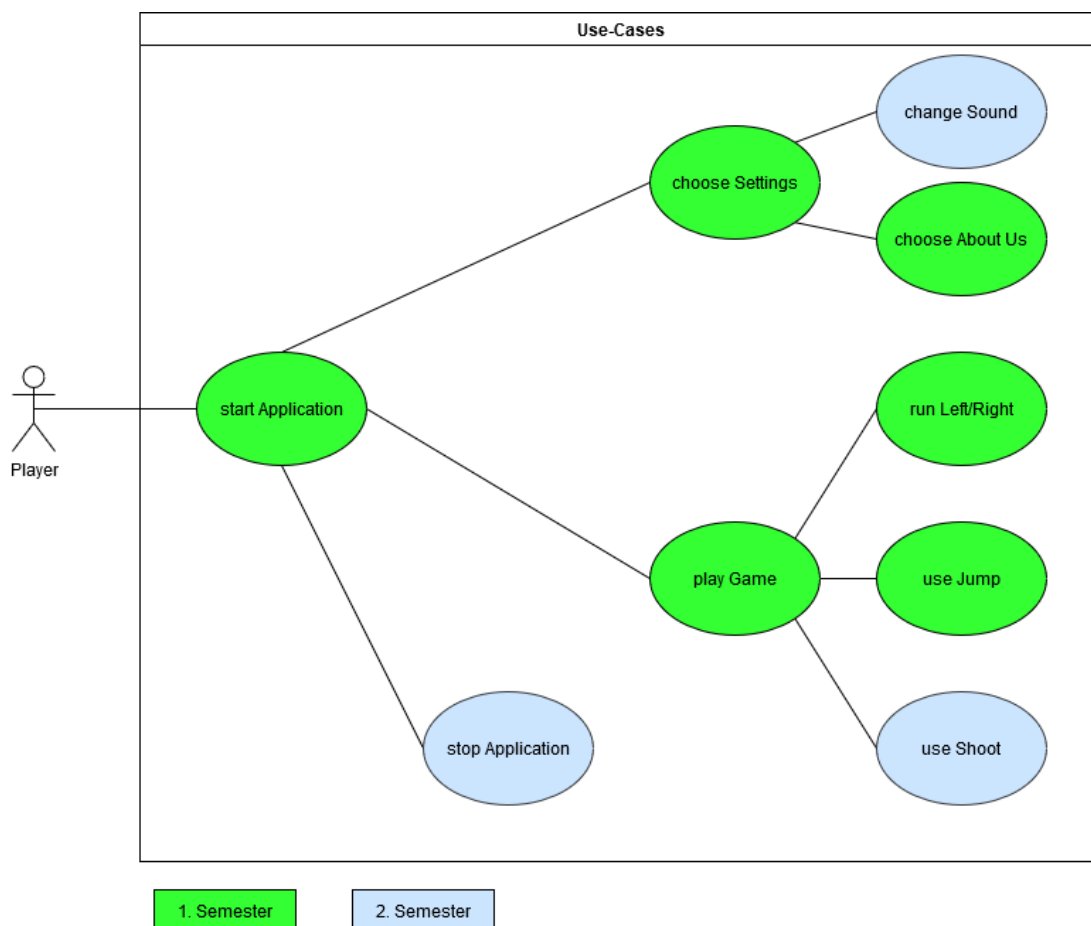 Use-Cases
change Sound
choose Settings
choose About Us
start Application
run Left/Right
Player
play Game
use Jump
stop Application
use Shoot
1. Semester
2. Semester